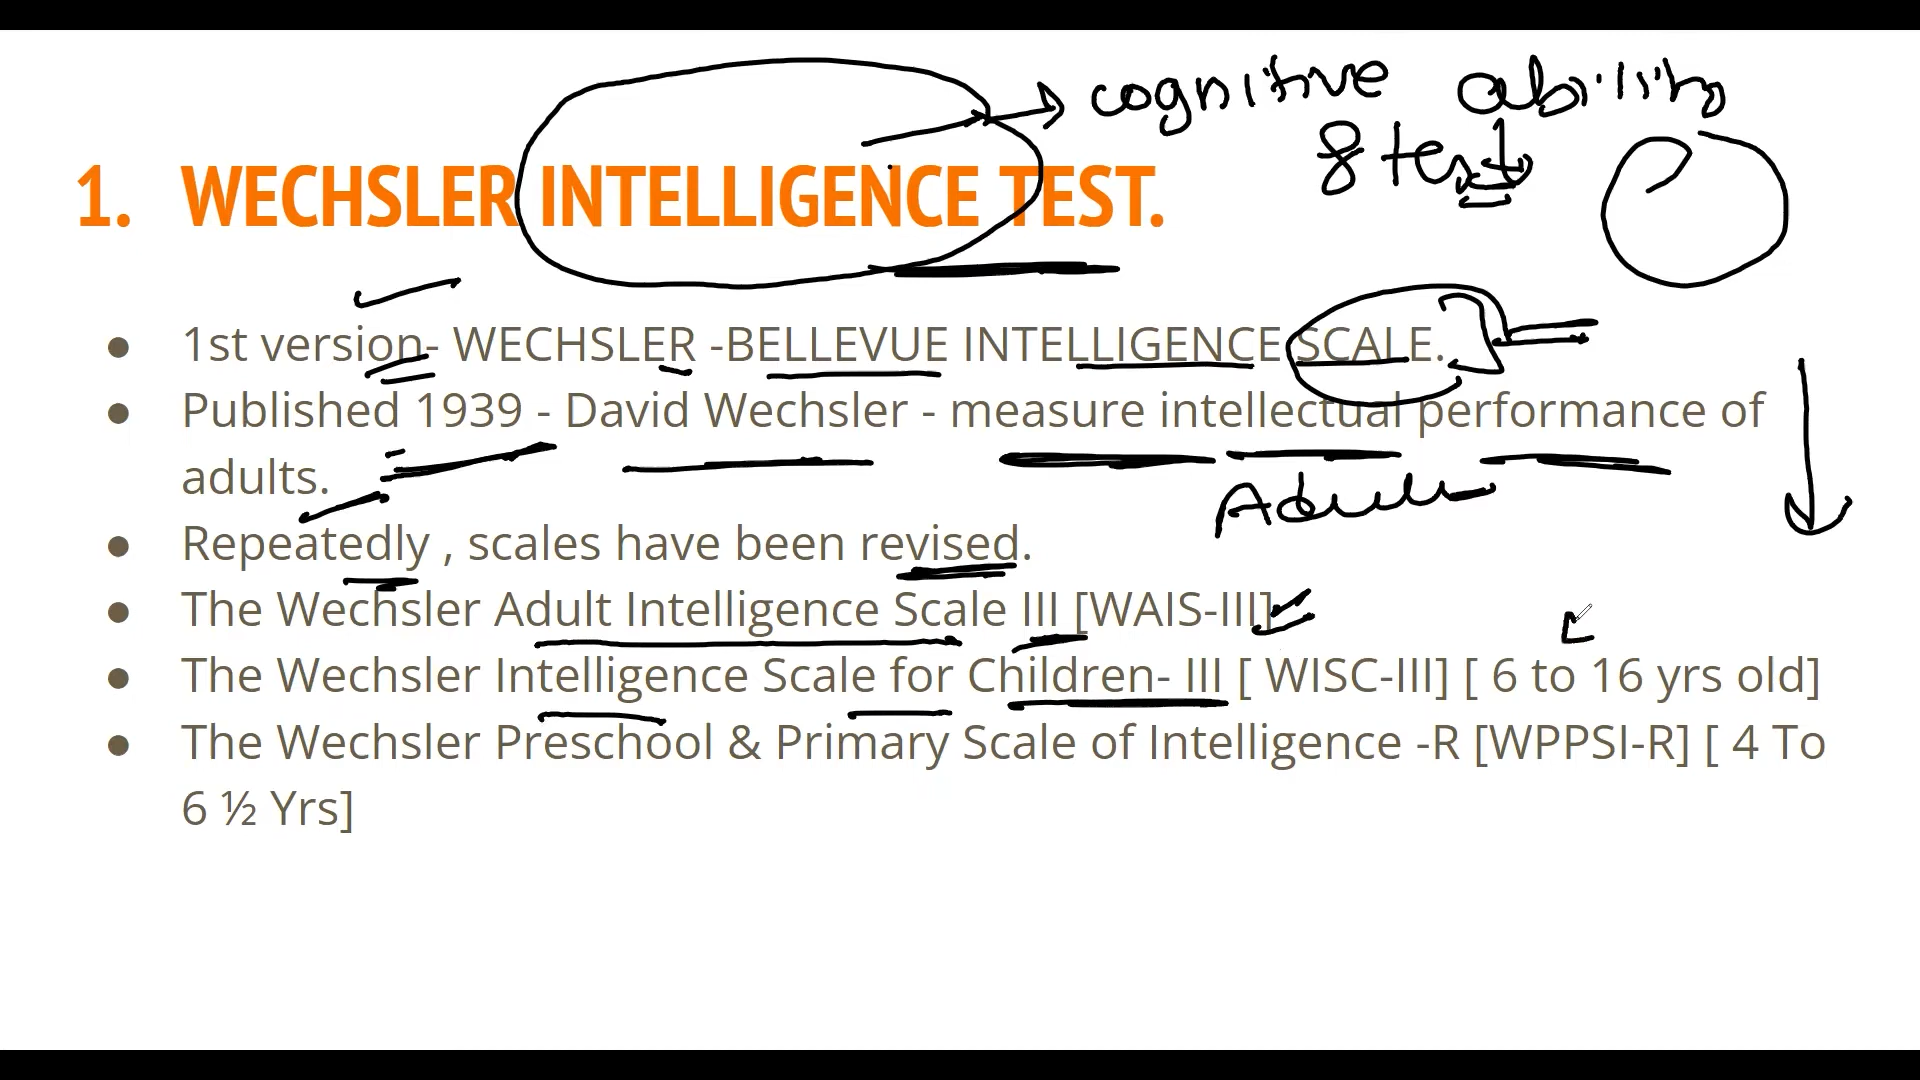 cognitive ability
8 test
1. WECHSLER INTELLIGENCE TEST.
● 1st version- WECHSLER -BELLEVUE INTELLIGENCE SCALE.
● Published 1939 - David Wechsler - measure intellectual performance of
adults.
Adult
● Repeatedly , scales have been revised.
● The Wechsler Adult Intelligence Scale III [WAIS-III]
● The Wechsler Intelligence Scale for Children- III [ WISC-III] [ 6 to 16 yrs old]
● The Wechsler Preschool & Primary Scale of Intelligence -R [WPPSI-R] [ 4 To
6 ½ Yrs]